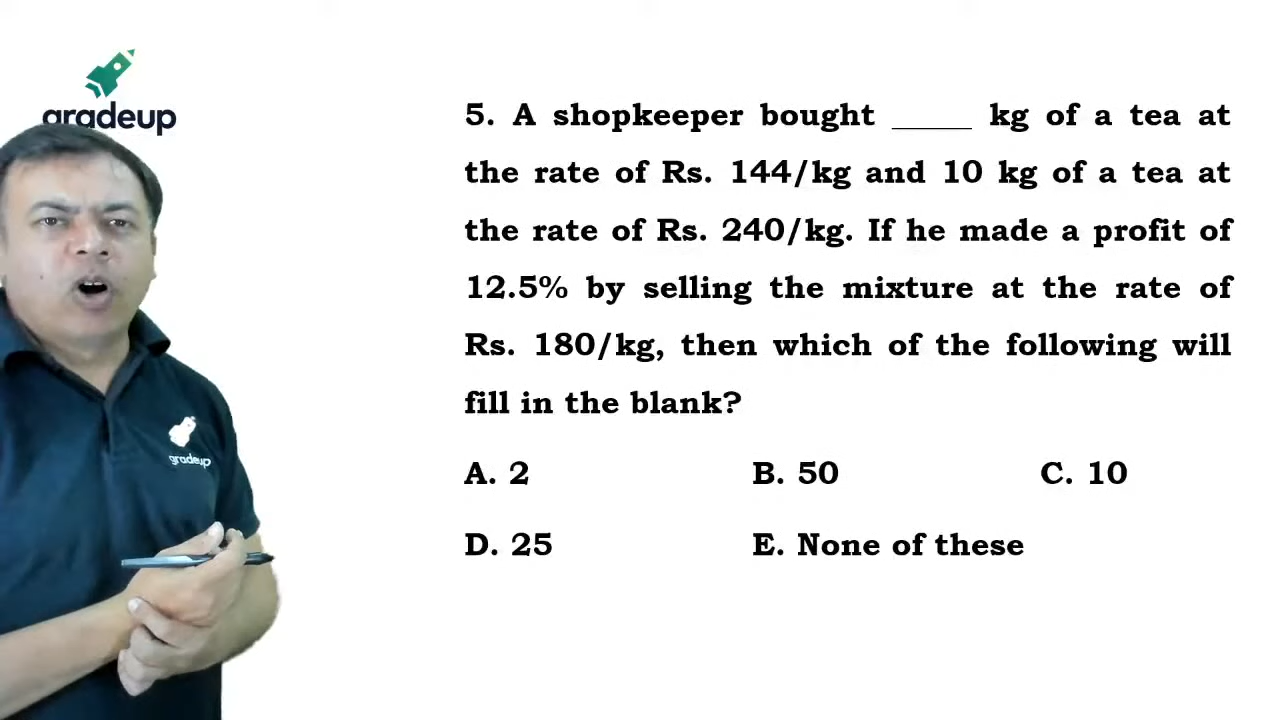 gradeup
5. A shopkeeper bought _____ kg of a tea at
the rate of Rs. 144/kg and 10 kg of a tea at
the rate of Rs. 240/kg. If he made a profit of
12.5% by selling the mixture at the rate of
Rs. 180/kg, then which of the following will
fill in the blank?
A. 2 B. 50 C. 10
D. 25 E. None of these
gradeup